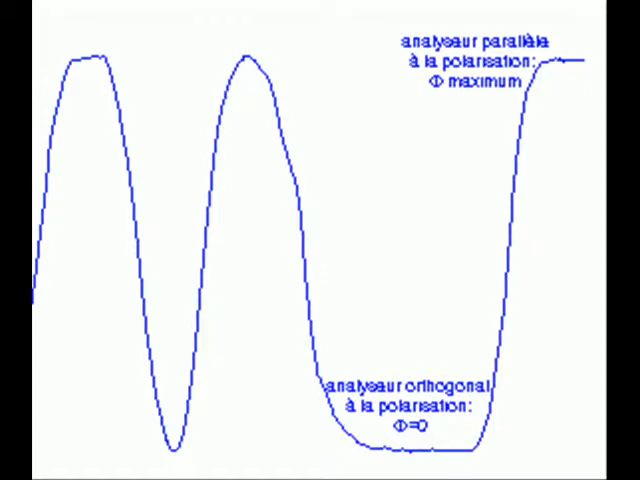 analyseur parallèle
à la polarisation:
Φ maximum
analyseur orthogonal
à la polarisation:
Φ=0